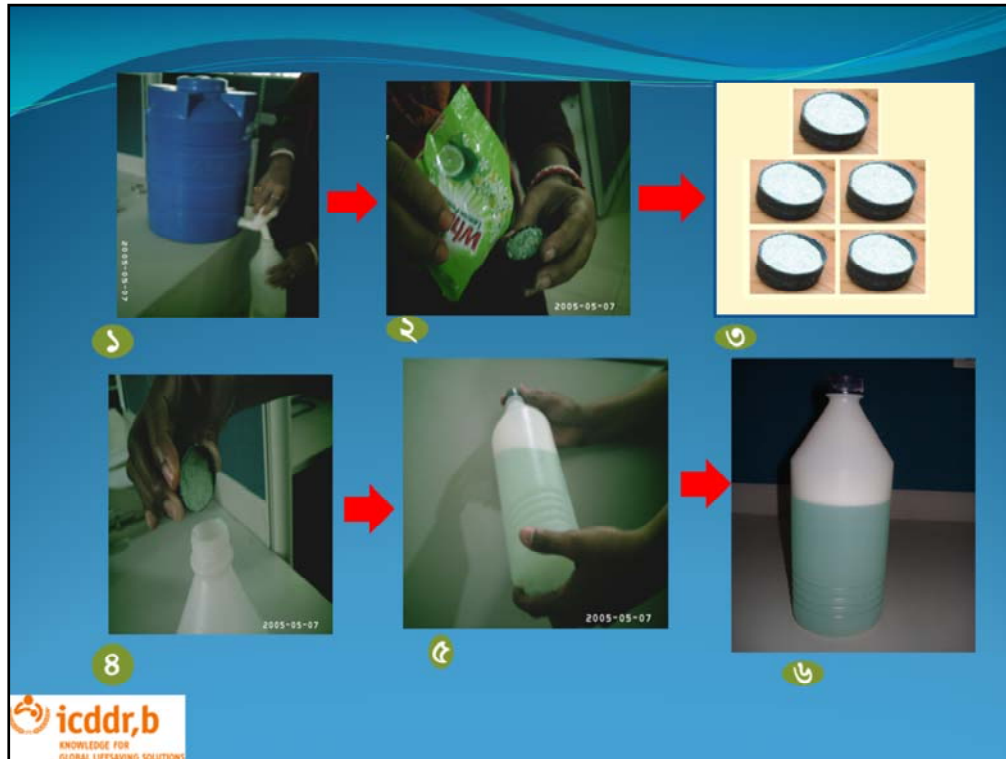 2005-05-07
Wh
2005-05-07
১
২
৩
2005-05-07
2005-05-07
৪
৫
৬
icddr,b
KNOWLEDGE FOR
GLOBAL LIFESAVING SOLUTIONS